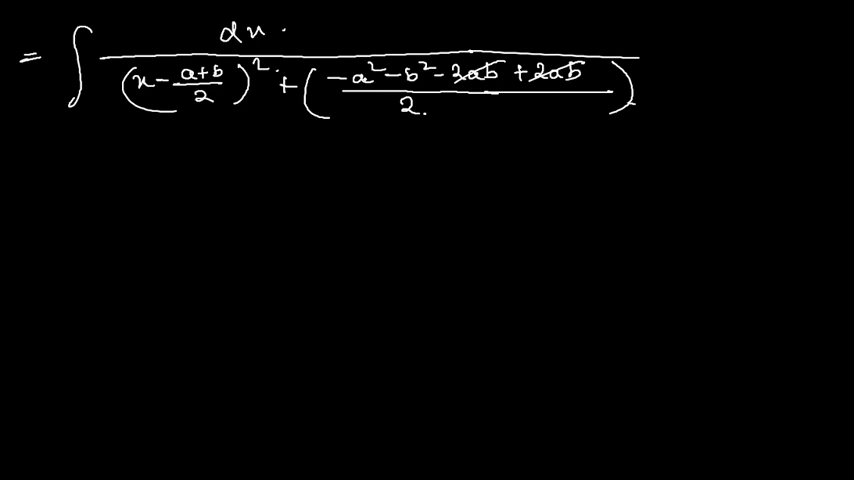 = ∫ dx / ((x - (a+b)/2)² + ((-a² - b² - 2ab + 2ab)/2))